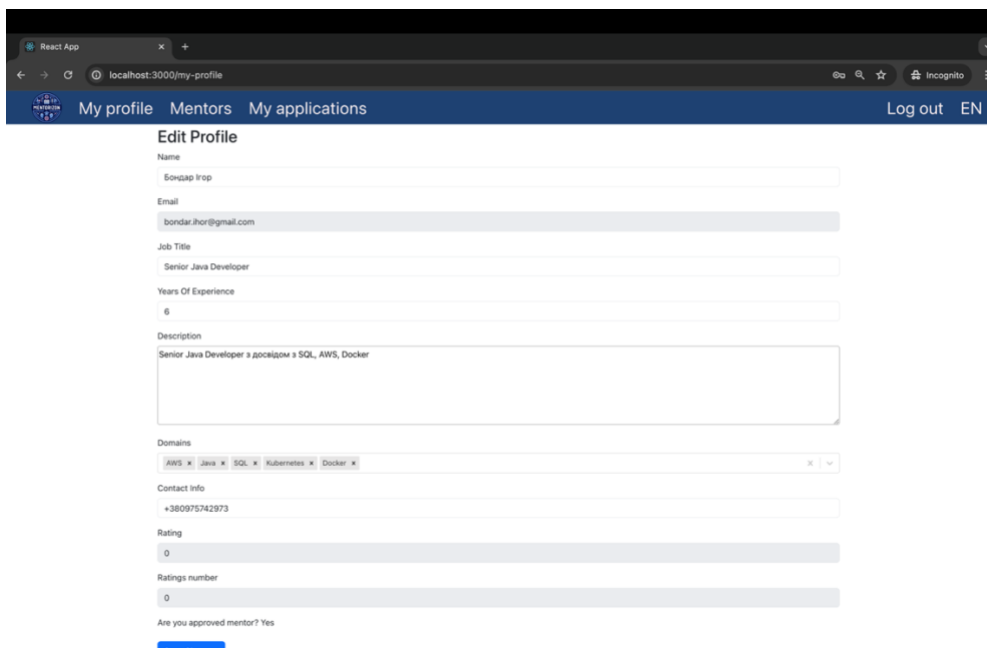 React App
localhost:3000/my-profile
Incognito
MENTORIZON
My profile Mentors My applications Log out EN
Edit Profile
Name
Бондар Ігор
Email
bondar.ihor@gmail.com
Job Title
Senior Java Developer
Years Of Experience
6
Description
Senior Java Developer з досвідом з SQL, AWS, Docker
Domains
AWS Java SQL Kubernetes Docker
Contact Info
+380975742973
Rating
0
Ratings number
0
Are you approved mentor? Yes